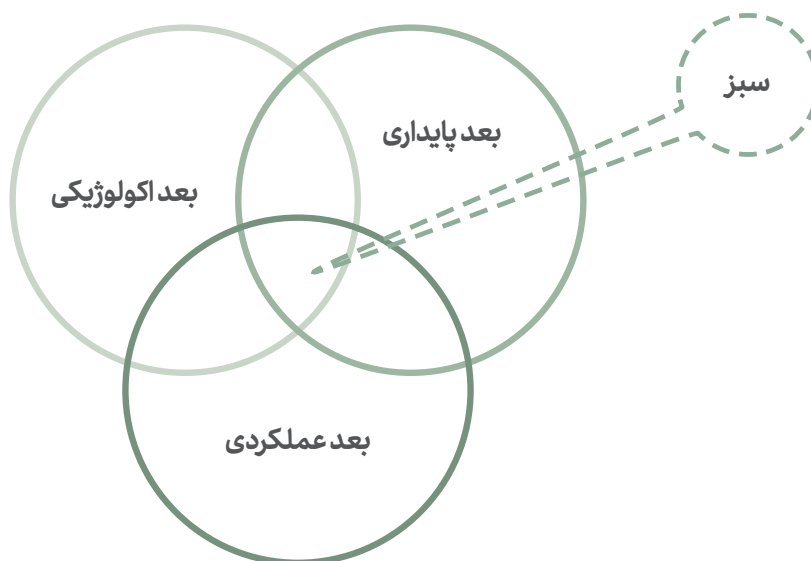 سبز
بعد پایداری
بعد اکولوژیکی
بعد عملکردی